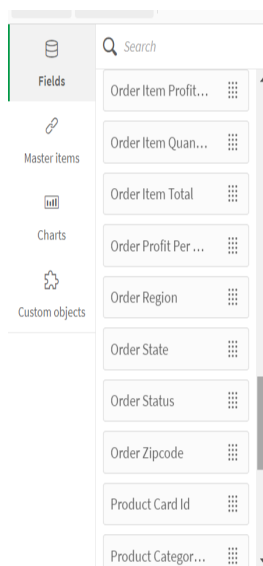 Search
Fields
Master items
Charts
Custom objects
Order Item Profit...
Order Item Quan...
Order Item Total
Order Profit Per ...
Order Region
Order State
Order Status
Order Zipcode
Product Card Id
Product Categor...